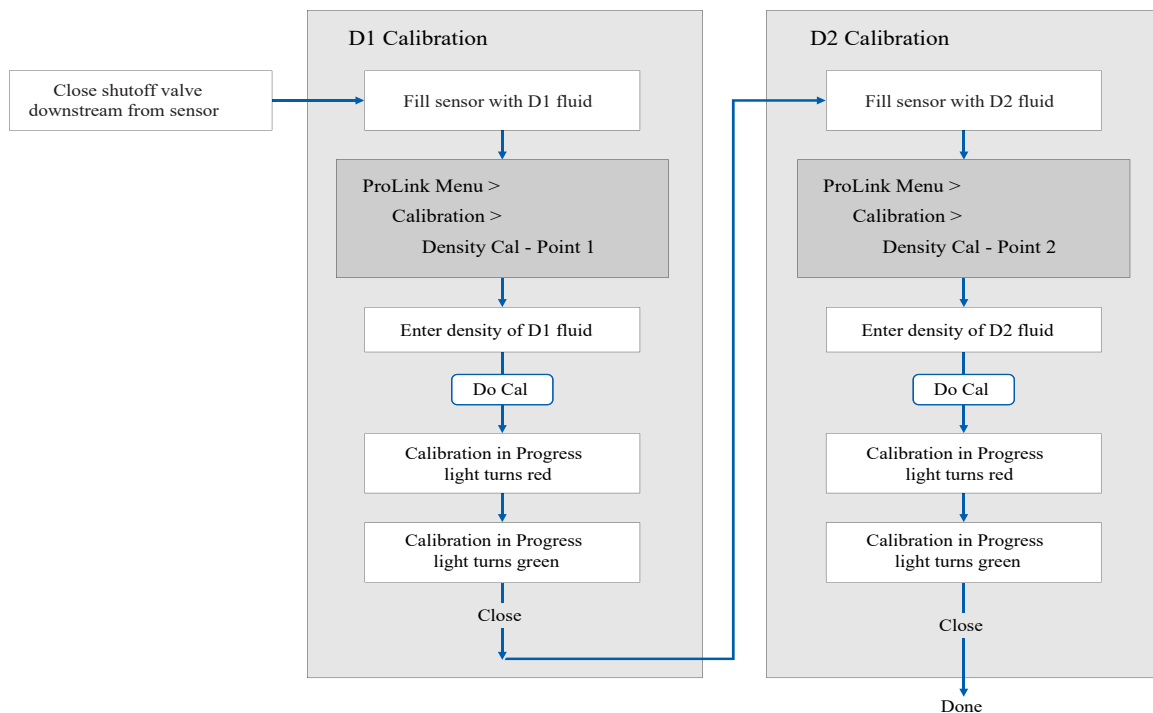 Close shutoff valve
downstream from sensor
D1 Calibration
Fill sensor with D1 fluid
ProLink Menu >
Calibration >
Density Cal - Point 1
Enter density of D1 fluid
Do Cal
Calibration in Progress
light turns red
Calibration in Progress
light turns green
Close
D2 Calibration
Fill sensor with D2 fluid
ProLink Menu >
Calibration >
Density Cal - Point 2
Enter density of D2 fluid
Do Cal
Calibration in Progress
light turns red
Calibration in Progress
light turns green
Close
Done